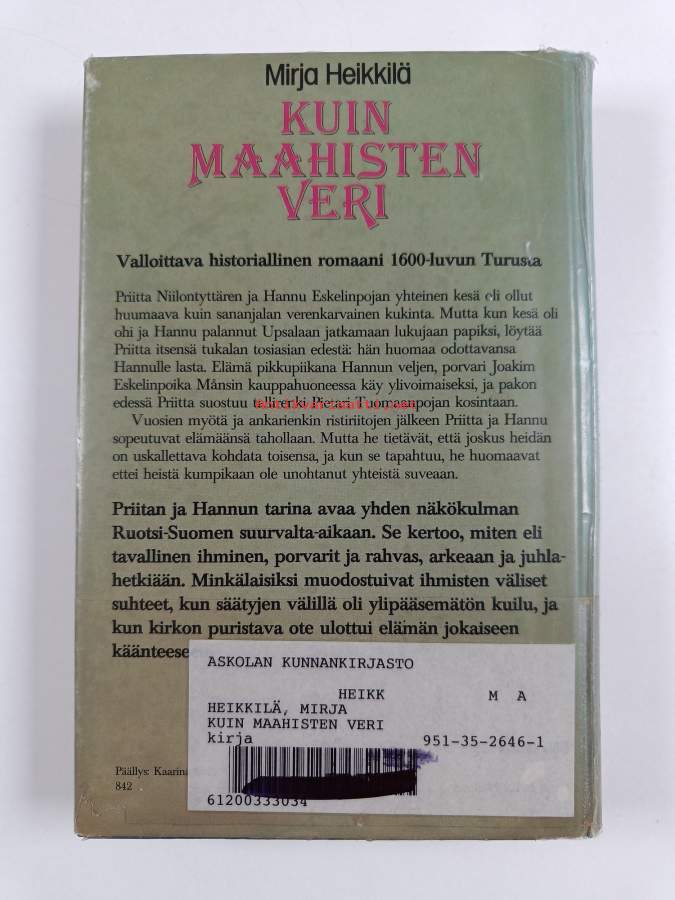 Mirja Heikkilä
KUIN
MAAHISTEN
VERI
Valloittava historiallinen romaani 1600-luvun Turusta
Priitta Niilontyttären ja Hannu Eskelinpojan yhteinen kesä oli ollut
huumaava kuin sananjalan verenkarvainen kukinta. Mutta kun kesä oli
ohi ja Hannu palannut Upsalaan jatkamaan lukujaan papiksi, löytää
Priitta itsensä tukalan tosiasian edestä: hän huomaa odottavansa
Hannulle lasta. Elämä pikkupiikana Hannun veljen, porvari Joakim
Eskelinpoika Månsin kauppahuoneessa käy ylivoimaiseksi, ja pakon
edessä Priitta suostuu tallirenki Pietari Tuomaanpojan kosintaan.
Antikvariaatti.net
Vuosien myötä ja ankarienkin ristiriitojen jälkeen Priitta ja Hannu
sopeutuvat elämäänsä tahollaan. Mutta he tietävät, että joskus heidän
on uskallettava kohdata toisensa, ja kun se tapahtuu, he huomaavat
ettei heistä kumpikaan ole unohtanut yhteistä suveaan.
Priitan ja Hannun tarina avaa yhden näkökulman
Ruotsi-Suomen suurvalta-aikaan. Se kertoo, miten eli
tavallinen ihminen, porvarit ja rahvas, arkeaan ja juhla-
hetkiään. Minkälaisiksi muodostuivat ihmisten väliset
suhteet, kun säätyjen välillä oli ylipääsemätön kuilu, ja
kun kirkon puristava ote ulottui elämän jokaiseen
käänteese
ASKOLAN KUNNANKIRJASTO
HEIKK M A
HEIKKILÄ, MIRJA
KUIN MAAHISTEN VERI
kirja 951-35-2646-1
61200333034
Päällys: Kaarina
842